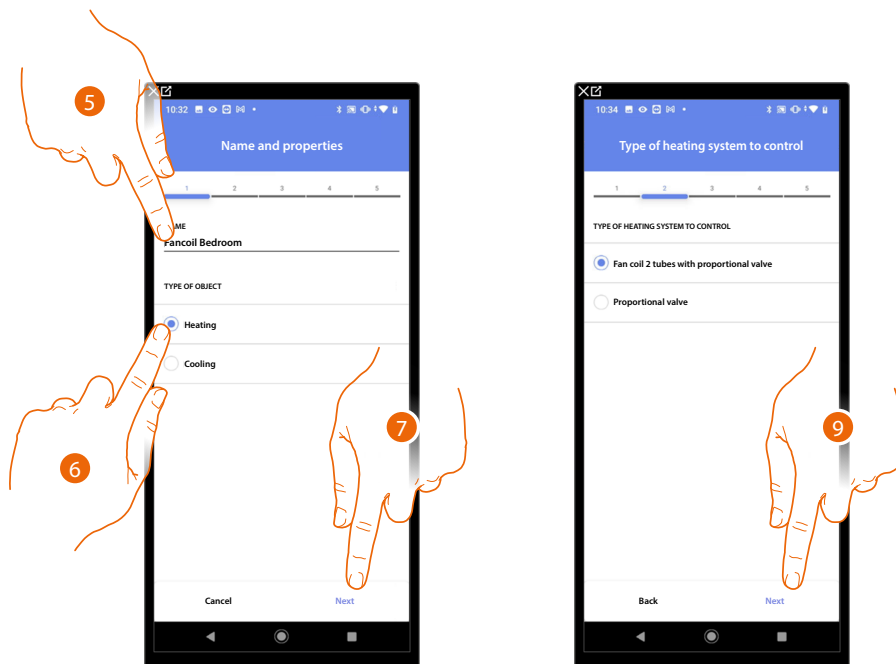 5
10:32
Name and properties
1 2 3 4 5
AME
Fancoil Bedroom
TYPE OF OBJECT
Heating
Cooling
6
7
Cancel Next
10:34
Type of heating system to control
1 2 3 4 5
TYPE OF HEATING SYSTEM TO CONTROL
Fan coil 2 tubes with proportional valve
Proportional valve
9
Back Next